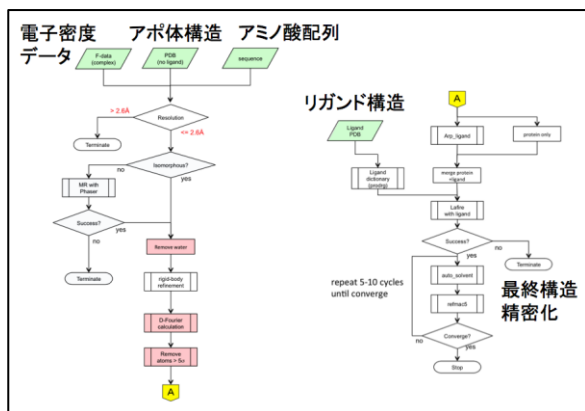 電子密度
データ
アポ体構造
アミノ酸配列
F-data
(complex)
PDB
(no ligand)
sequence
> 2.6Å
Resolution
<= 2.6Å
Terminate
Isomorphous?
no
yes
MR with
Phaser
Success?
yes
no
Terminate
Remove water
rigid-body
refinement
D-Fourier
calculation
Remove
atoms > 5σ
A
リガンド構造
A
Ligand
PDB
Arp_ligand
protein only
Ligand
dictionary
(prodrg)
merge protein
+ligand
Lafire
with ligand
Success?
no
yes
Terminate
repeat 5-10 cycles
until converge
auto_solvent
最終構造
精密化
refmac5
Converge?
no
yes
Stop